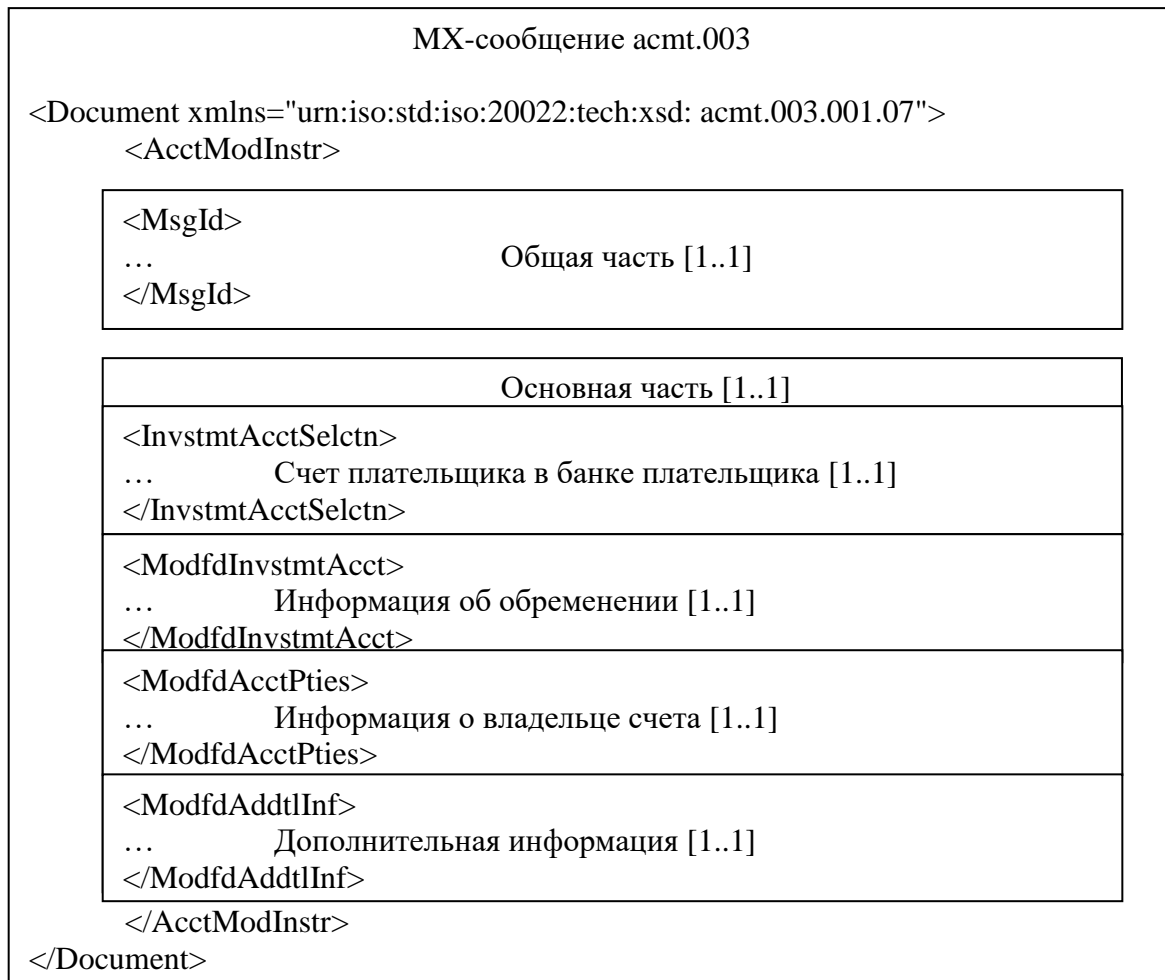 МХ-сообщение acmt.003
<Document xmlns="urn:iso:std:iso:20022:tech:xsd: acmt.003.001.07">
<AcctModInstr>
<MsgId>
… Общая часть [1..1]
</MsgId>
Основная часть [1..1]
<InvstmtAcctSelctn>
… Счет плательщика в банке плательщика [1..1]
</InvstmtAcctSelctn>
<ModfdInvstmtAcct>
… Информация об обременении [1..1]
</ModfdInvstmtAcct>
<ModfdAcctPties>
… Информация о владельце счета [1..1]
</ModfdAcctPties>
<ModfdAddtlInf>
… Дополнительная информация [1..1]
</ModfdAddtlInf>
</AcctModInstr>
</Document>